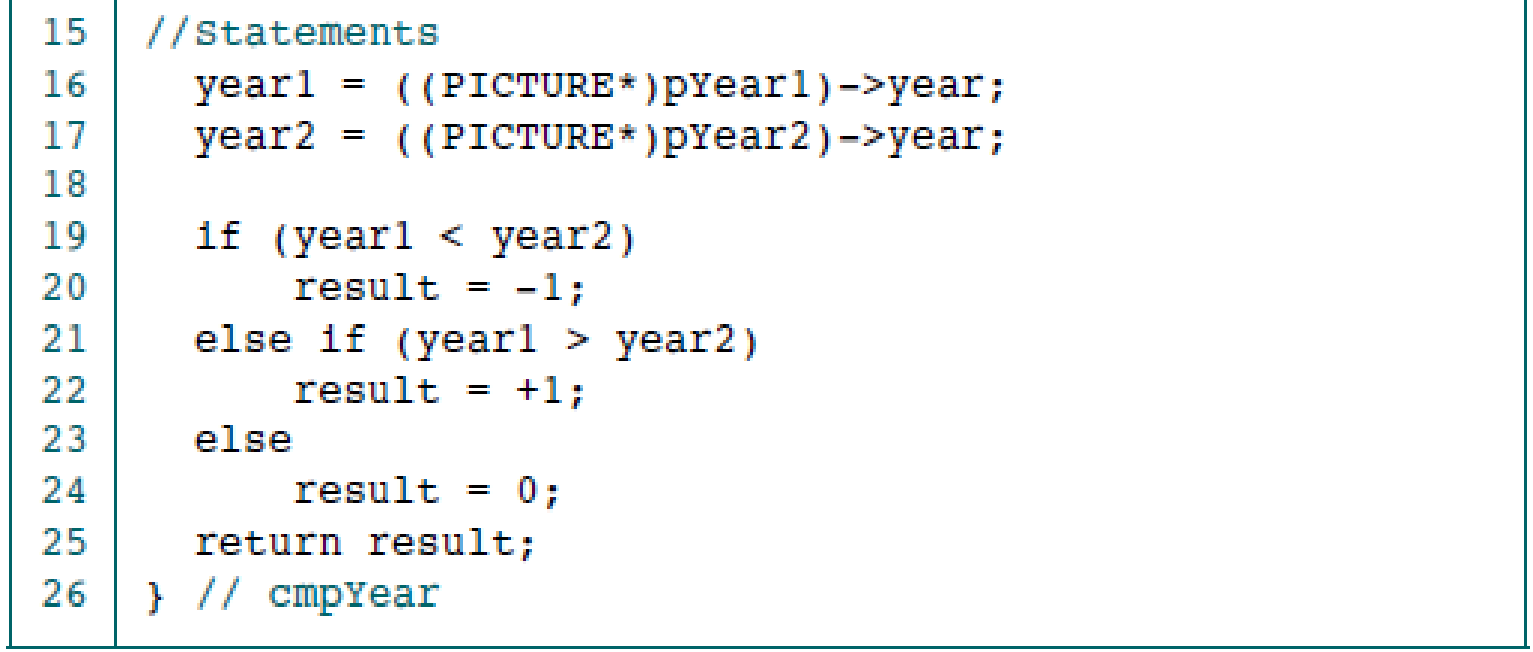 15 //Statements
16 year1 = ((PICTURE*)pYear1)->year;
17 year2 = ((PICTURE*)pYear2)->year;
18
19 if (year1 < year2)
20 result = -1;
21 else if (year1 > year2)
22 result = +1;
23 else
24 result = 0;
25 return result;
26 } // cmpYear